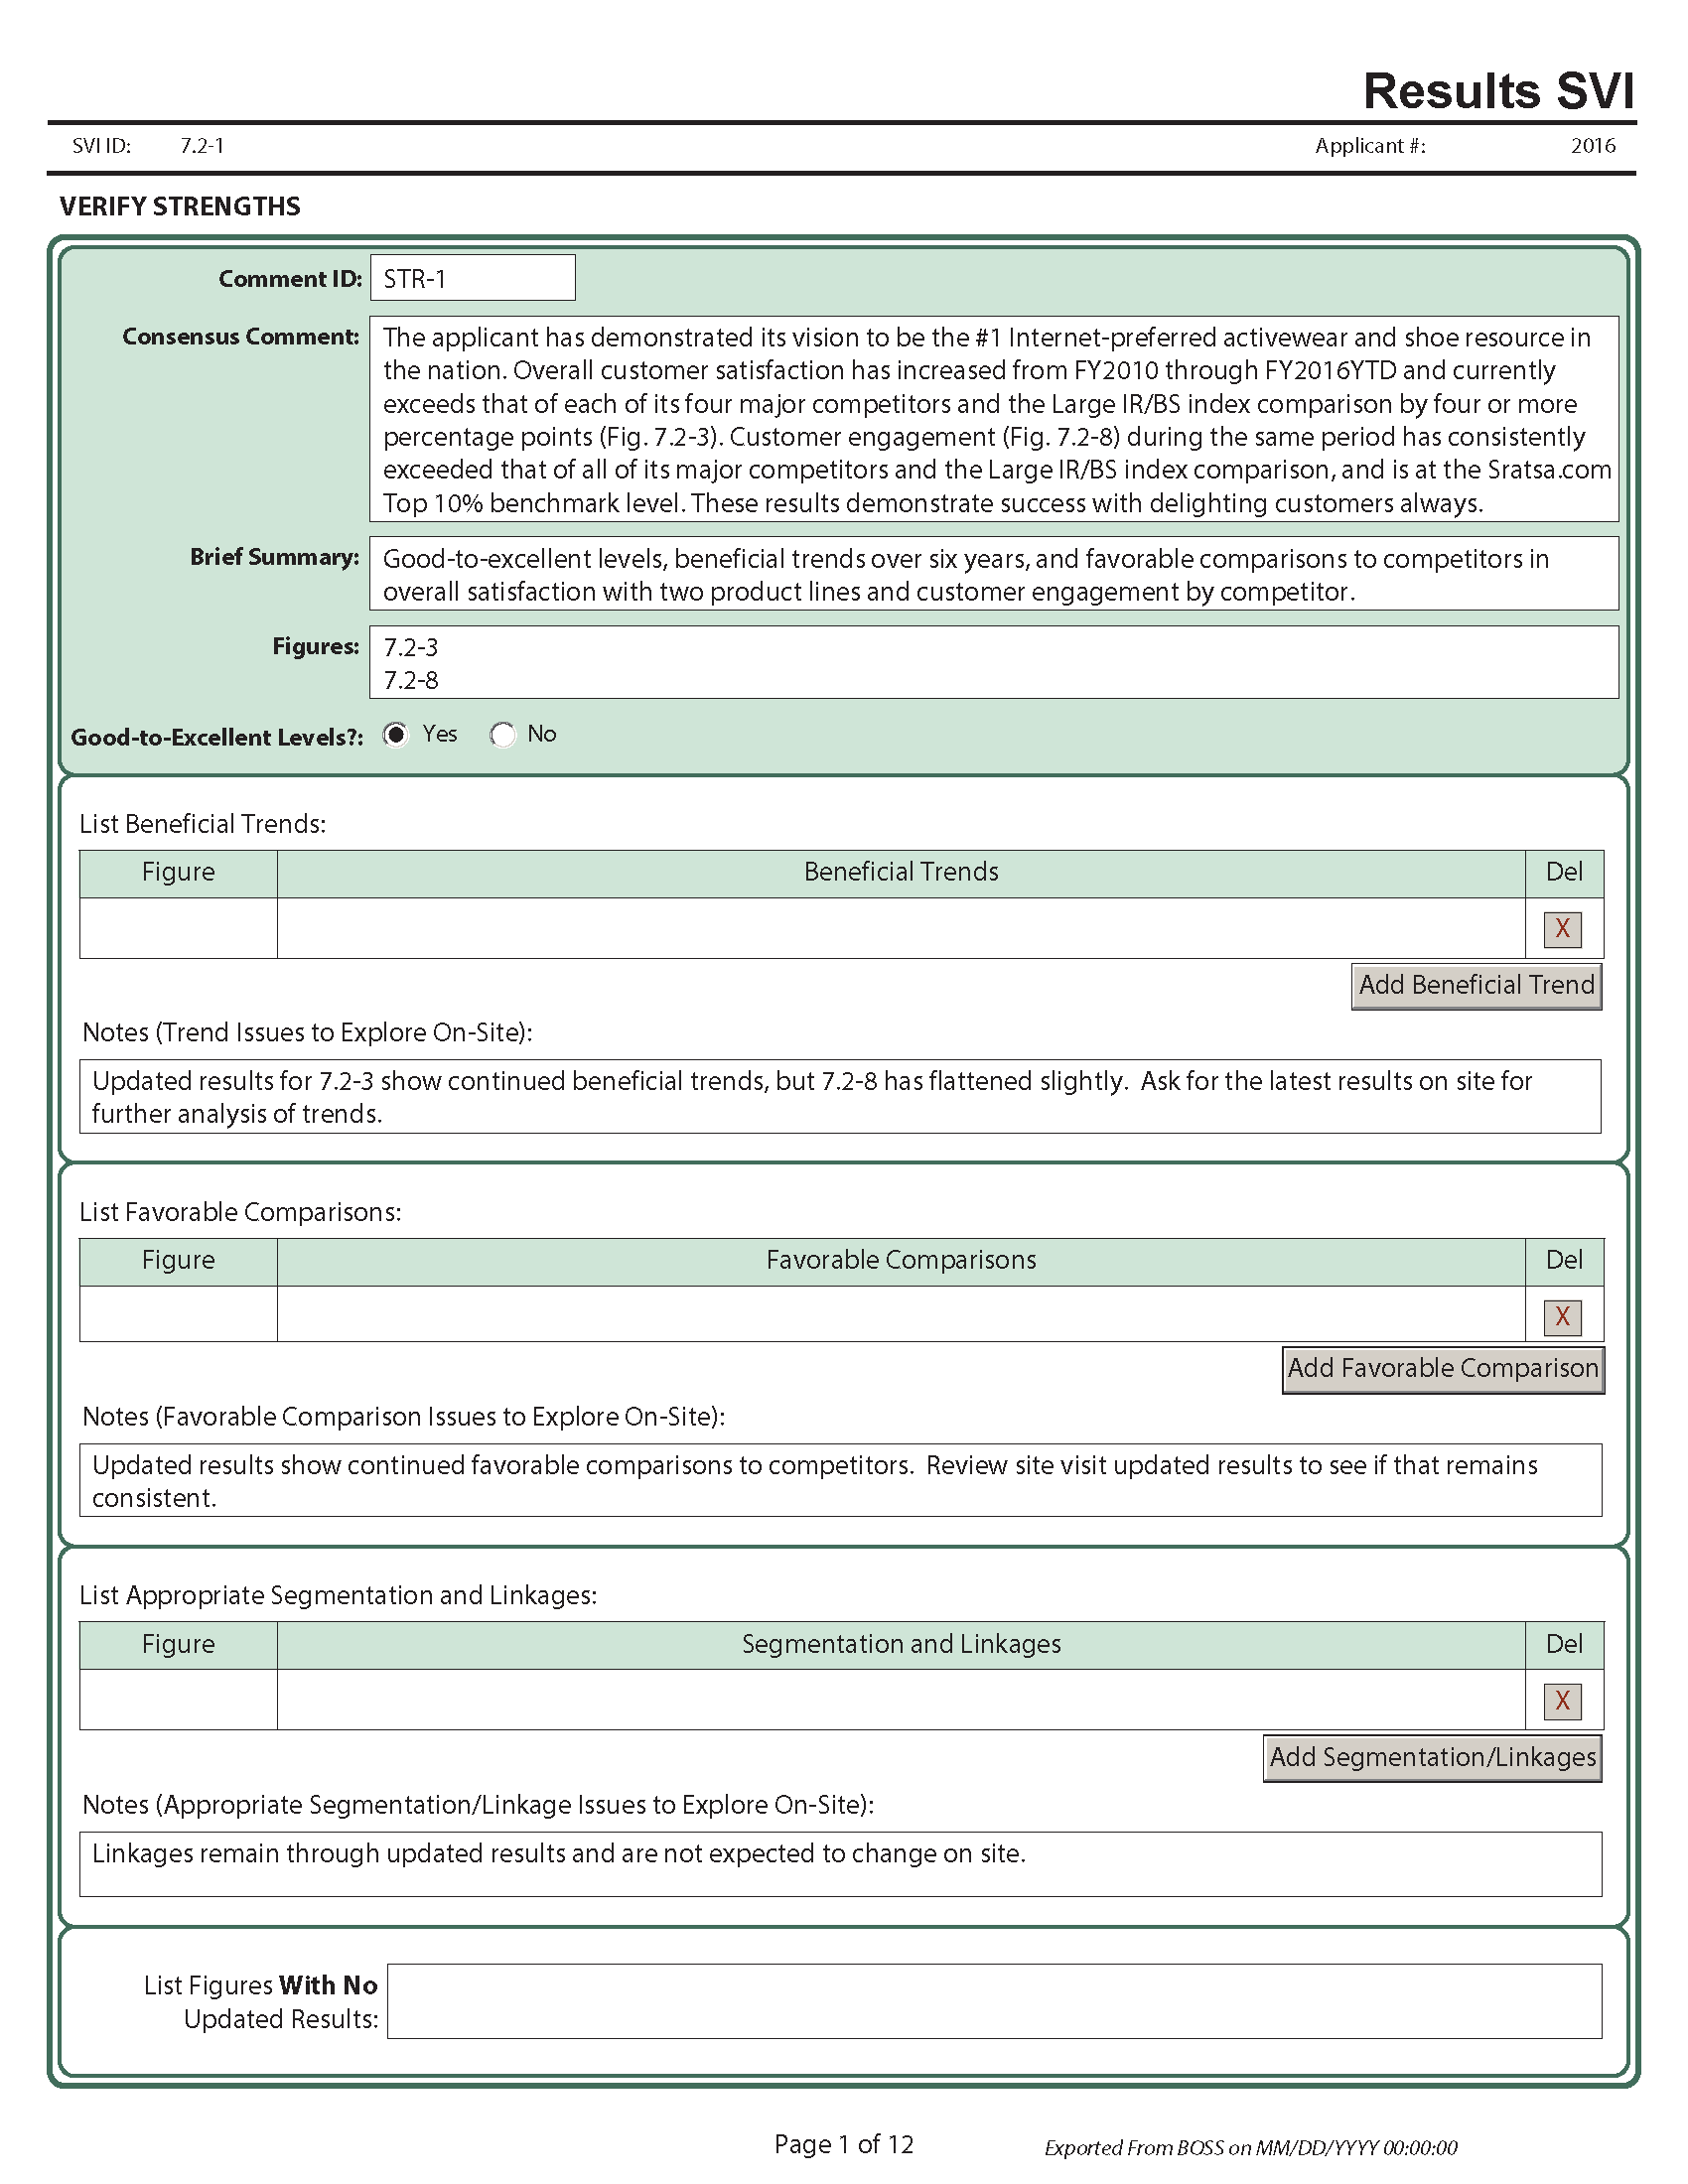 Results SVI
SVI ID: 7.2-1 Applicant #: 2016
VERIFY STRENGTHS
Comment ID: STR-1
Consensus Comment: The applicant has demonstrated its vision to be the #1 Internet-preferred activewear and shoe resource in
the nation. Overall customer satisfaction has increased from FY2010 through FY2016YTD and currently
exceeds that of each of its four major competitors and the Large IR/BS index comparison by four or more
percentage points (Fig. 7.2-3). Customer engagement (Fig. 7.2-8) during the same period has consistently
exceeded that of all of its major competitors and the Large IR/BS index comparison, and is at the Sratsa.com
Top 10% benchmark level. These results demonstrate success with delighting customers always.
Brief Summary: Good-to-excellent levels, beneficial trends over six years, and favorable comparisons to competitors in
overall satisfaction with two product lines and customer engagement by competitor.
Figures: 7.2-3
7.2-8
Good-to-Excellent Levels?: Yes No
List Beneficial Trends:
Figure Beneficial Trends Del
X
Add Beneficial Trend
Notes (Trend Issues to Explore On-Site):
Updated results for 7.2-3 show continued beneficial trends, but 7.2-8 has flattened slightly. Ask for the latest results on site for
further analysis of trends.
List Favorable Comparisons:
Figure Favorable Comparisons Del
X
Add Favorable Comparison
Notes (Favorable Comparison Issues to Explore On-Site):
Updated results show continued favorable comparisons to competitors. Review site visit updated results to see if that remains
consistent.
List Appropriate Segmentation and Linkages:
Figure Segmentation and Linkages Del
X
Add Segmentation/Linkages
Notes (Appropriate Segmentation/Linkage Issues to Explore On-Site):
Linkages remain through updated results and are not expected to change on site.
List Figures With No
Updated Results:
Page 1 of 12 Exported From BOSS on MM/DD/YYYY 00:00:00